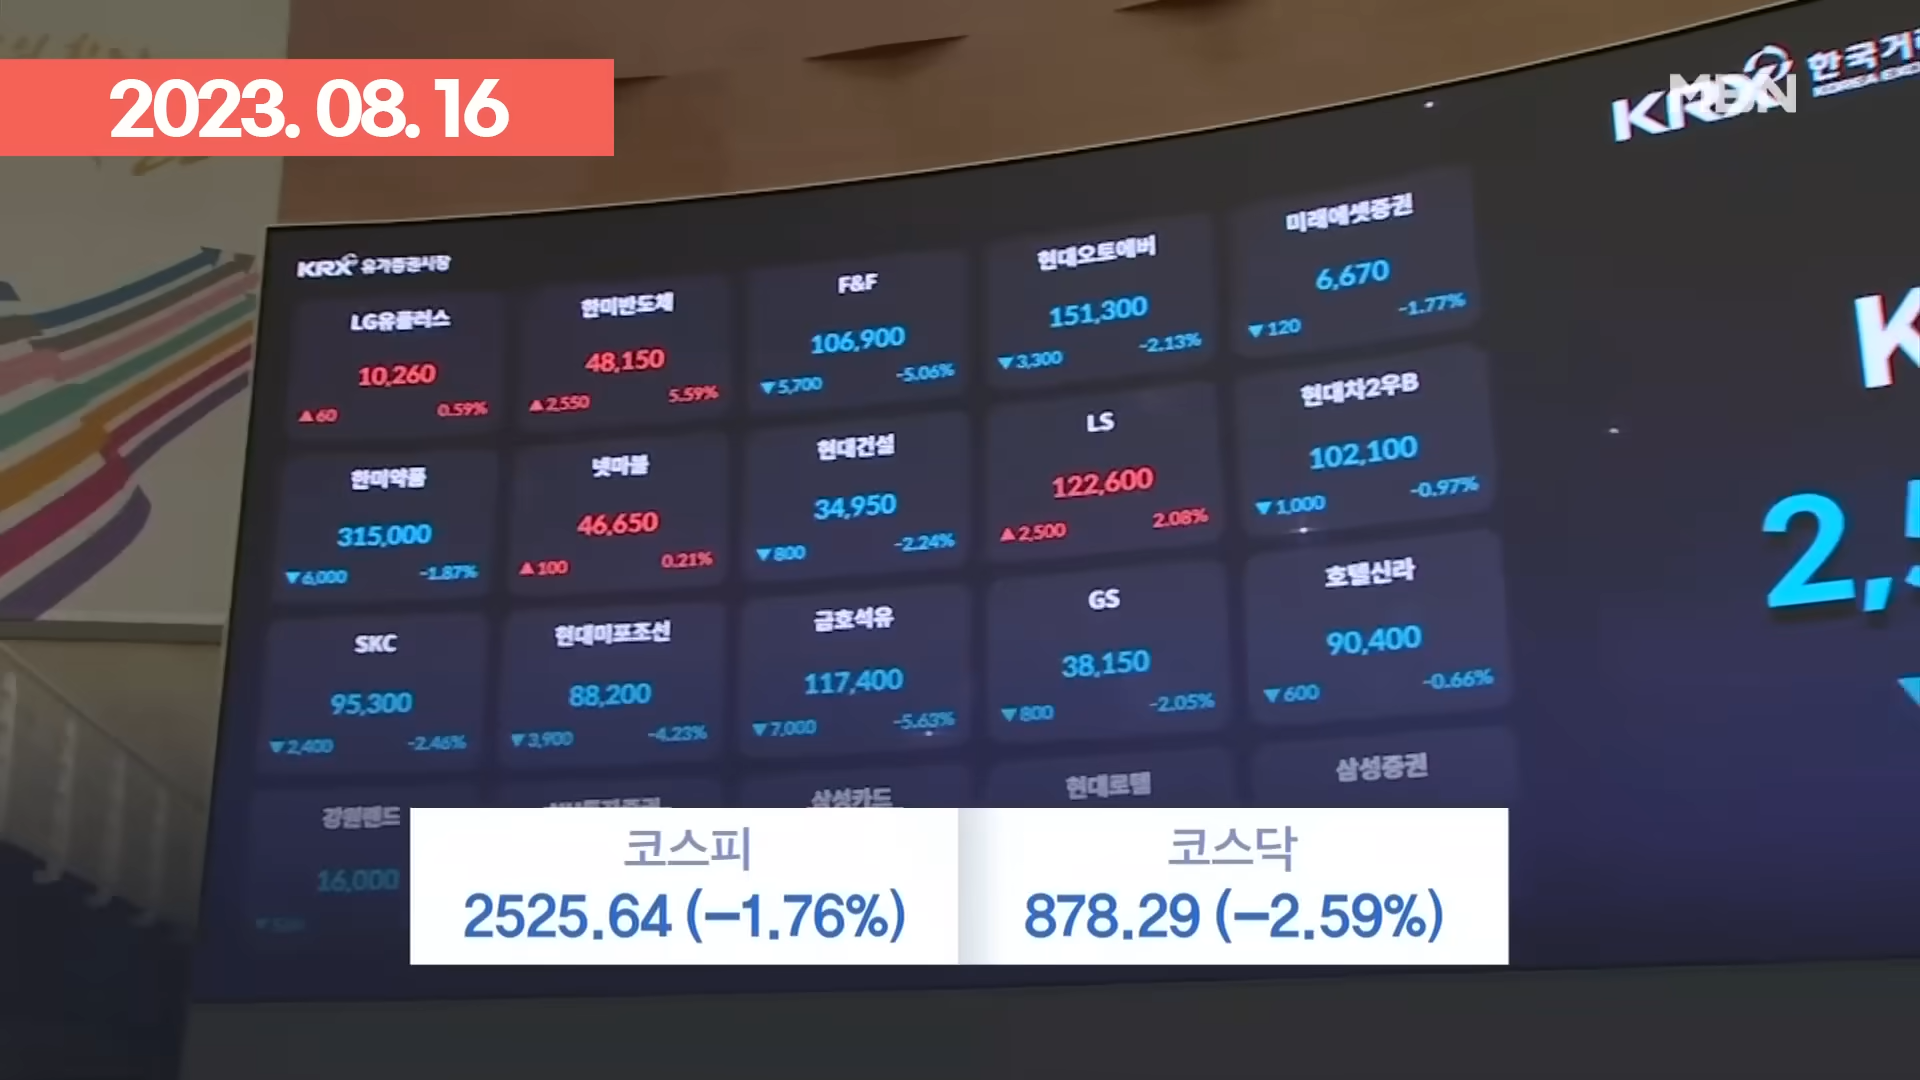 2023. 08. 16
MBN
KRX 한국거
KOREA EXC
KRX 유가증권시장
LG유플러스
10,260
▲60 0.59%
한미반도체
48,150
▲2,550 5.59%
F&F
106,900
▼5,700 -5.06%
현대오토에버
151,300
▼3,300 -2.13%
미래에셋증권
6,670
▼120 -1.77%
한미약품
315,000
▼6,000 -1.87%
넷마블
46,650
▲100 0.21%
현대건설
34,950
▼800 -2.24%
LS
122,600
▲2,500 2.08%
현대차2우B
102,100
▼1,000 -0.97%
SKC
95,300
▼2,400 -2.46%
현대미포조선
88,200
▼3,900 -4.23%
금호석유
117,400
▼7,000 -5.63%
GS
38,150
▼800 -2.05%
호텔신라
90,400
▼600 -0.66%
강원랜드
16,000
삼성카드
현대로템
삼성증권
K
2,5
코스피
2525.64 (-1.76%)
코스닥
878.29 (-2.59%)